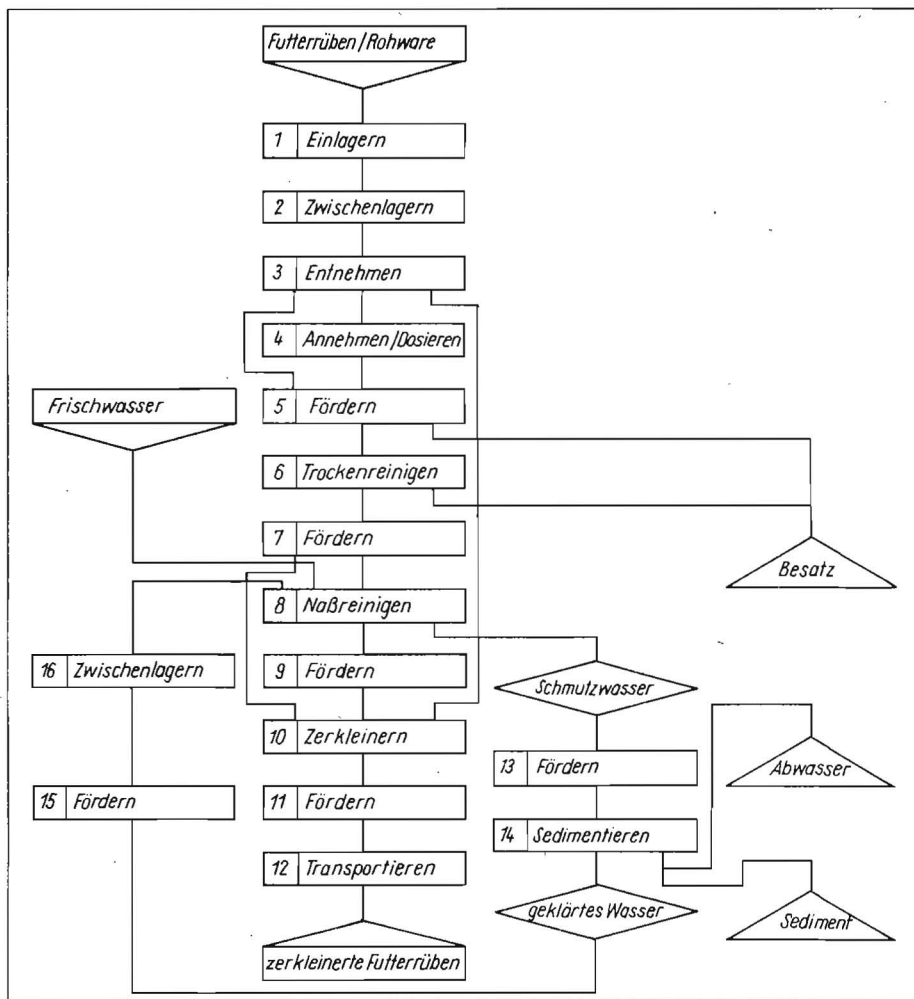 Futterrüben/Rohware
1 Einlagern
2 Zwischenlagern
3 Entnehmen
4 Annehmen/Dosieren
5 Fördern
Frischwasser
6 Trockenreinigen
7 Fördern
Besatz
8 Naßreinigen
16 Zwischenlagern
9 Fördern
Schmutzwasser
10 Zerkleinern
13 Fördern
Abwasser
15 Fördern
11 Fördern
14 Sedimentieren
12 Transportieren
geklärtes Wasser
Sediment
zerkleinerte Futterrüben